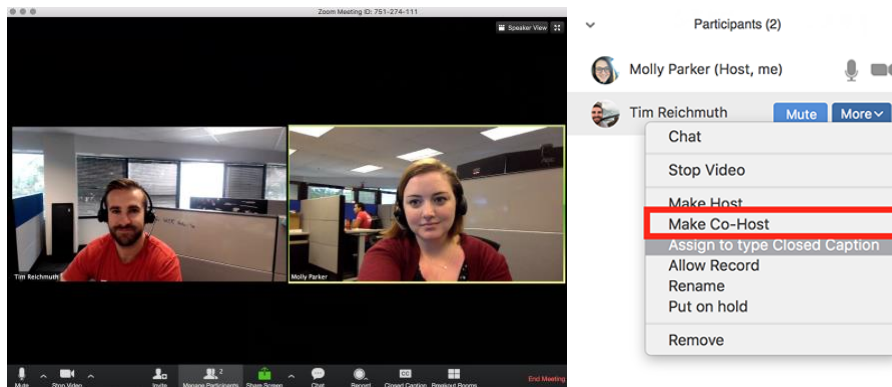 Zoom Meeting ID: 751-274-111
Speaker View
Tim Reichmuth
Molly Parker
Mute
Stop Video
Invite
Manage Participants
2
Share Screen
Chat
Record
Closed Caption
Breakout Rooms
End Meeting
Participants (2)
Molly Parker (Host, me)
Tim Reichmuth
Mute
More
Chat
Stop Video
Make Host
Make Co-Host
Assign to type Closed Caption
Allow Record
Rename
Put on hold
Remove